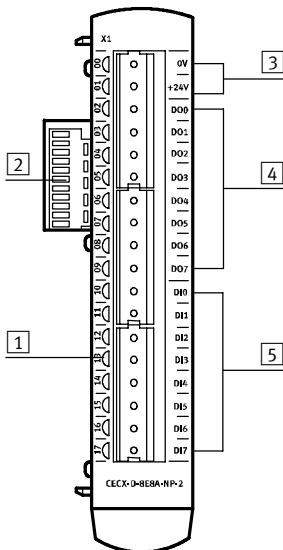 X1
00 0V
01 +24V
3
02 DO0
03 DO1
04 DO2
2
05 DO3
4
06 DO4
07 DO5
08 DO6
09 DO7
10 DI0
11 DI1
12 DI2
1
13 DI3
5
14 DI4
15 DI5
16 DI6
17 DI7
CECX-D-8E8A-NP-2